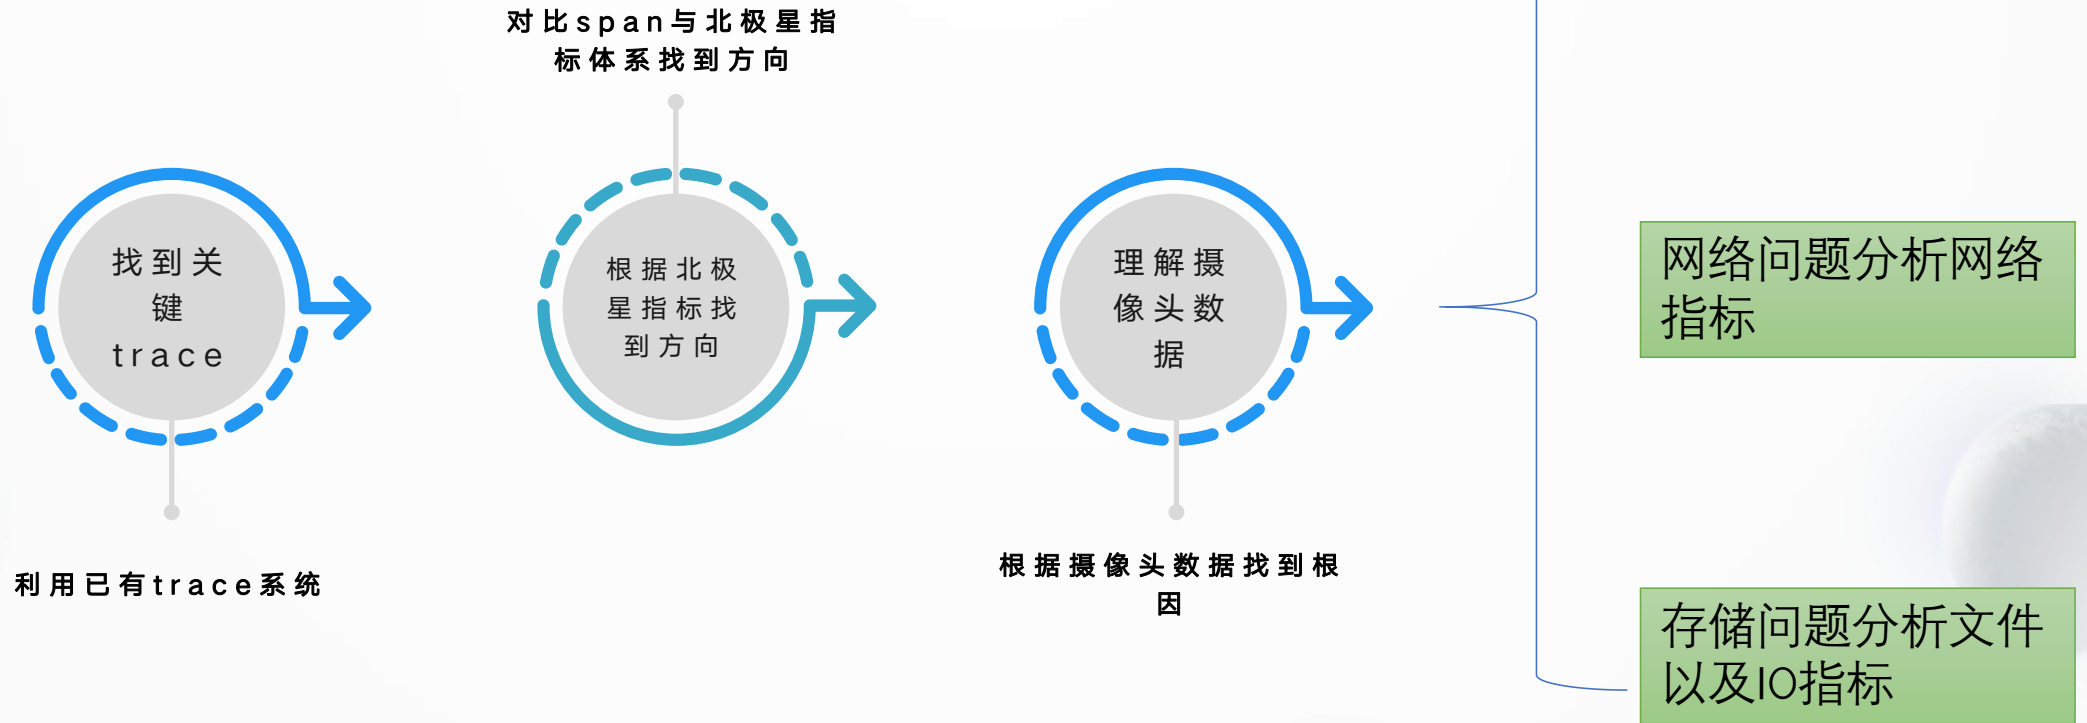 对比span与北极星指
标体系找到方向
找到关
键
trace
利用已有trace系统
根据北极
星指标找
到方向
理解摄
像头数
据
根据摄像头数据找到根
因
网络问题分析网络
指标
存储问题分析文件
以及IO指标